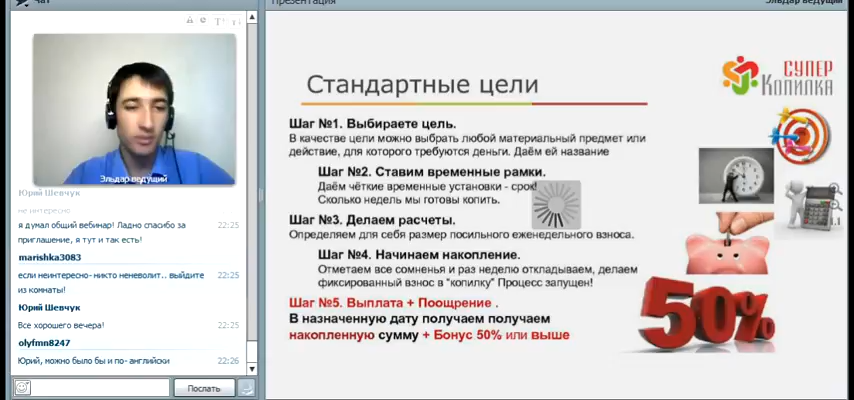 Чат
Эльдар ведущий
Юрий Шевчук
не интересно
я думал общий вебинар! Ладно спасибо за
приглашение, я тут и так есть!
22:25
marishka3083
если неинтересно- никто неневолит.. выйдите
из комнаты!
22:25
Юрий Шевчук
Все хорошего вечера!
22:25
olyfmn8247
Юрий, можно было бы и по- английски
22:26
Послать
Презентация
Эльдар ведущий
Стандартные цели
СУПЕР
КОПИЛКА
Шаг №1. Выбираете цель.
В качестве цели можно выбрать любой материальный предмет или
действие, для которого требуются деньги. Даём ей название
Шаг №2. Ставим временные рамки.
Даём чёткие временные установки - срок!
Сколько недель мы готовы копить.
Шаг №3. Делаем расчеты.
Определяем для себя размер посильного еженедельного взноса.
Шаг №4. Начинаем накопление.
Отметаем все сомненья и раз неделю откладываем, делаем
фиксированный взнос в "копилку" Процесс запущен!
Шаг №5. Выплата + Поощрение .
В назначенную дату получаем получаем
накопленную сумму + Бонус 50% или выше
50%